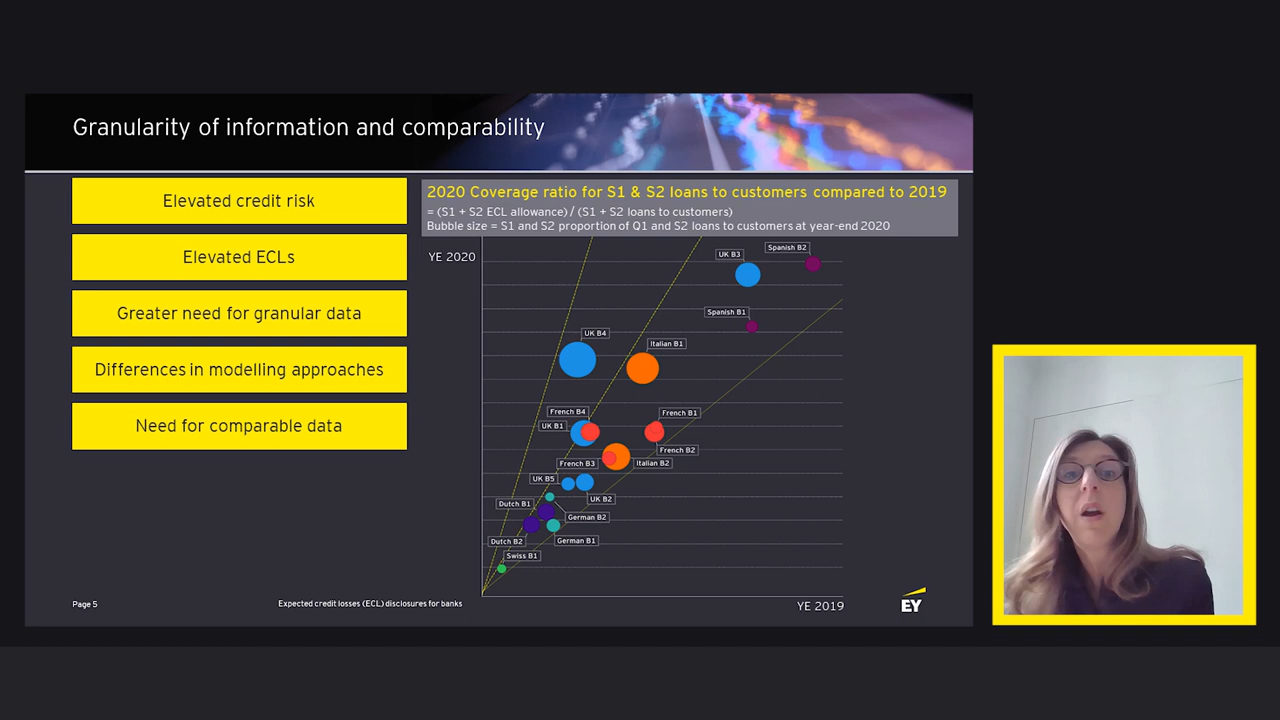 Granularity of information and comparability
Elevated credit risk
Elevated ECLs
Greater need for granular data
Differences in modelling approaches
Need for comparable data
2020 Coverage ratio for S1 & S2 loans to customers compared to 2019
= (S1 + S2 ECL allowance) / (S1 + S2 loans to customers)
Bubble size = S1 and S2 proportion of Q1 and S2 loans to customers at year-end 2020
YE 2020
Spanish B2
UK B3
Spanish B1
UK B4
Italian B1
French B4
French B1
UK B1
French B2
French B3
Italian B2
UK B5
UK B2
Dutch B1
German B2
Dutch B2
German B1
Swiss B1
YE 2019
Page 5
Expected credit losses (ECL) disclosures for banks
EY